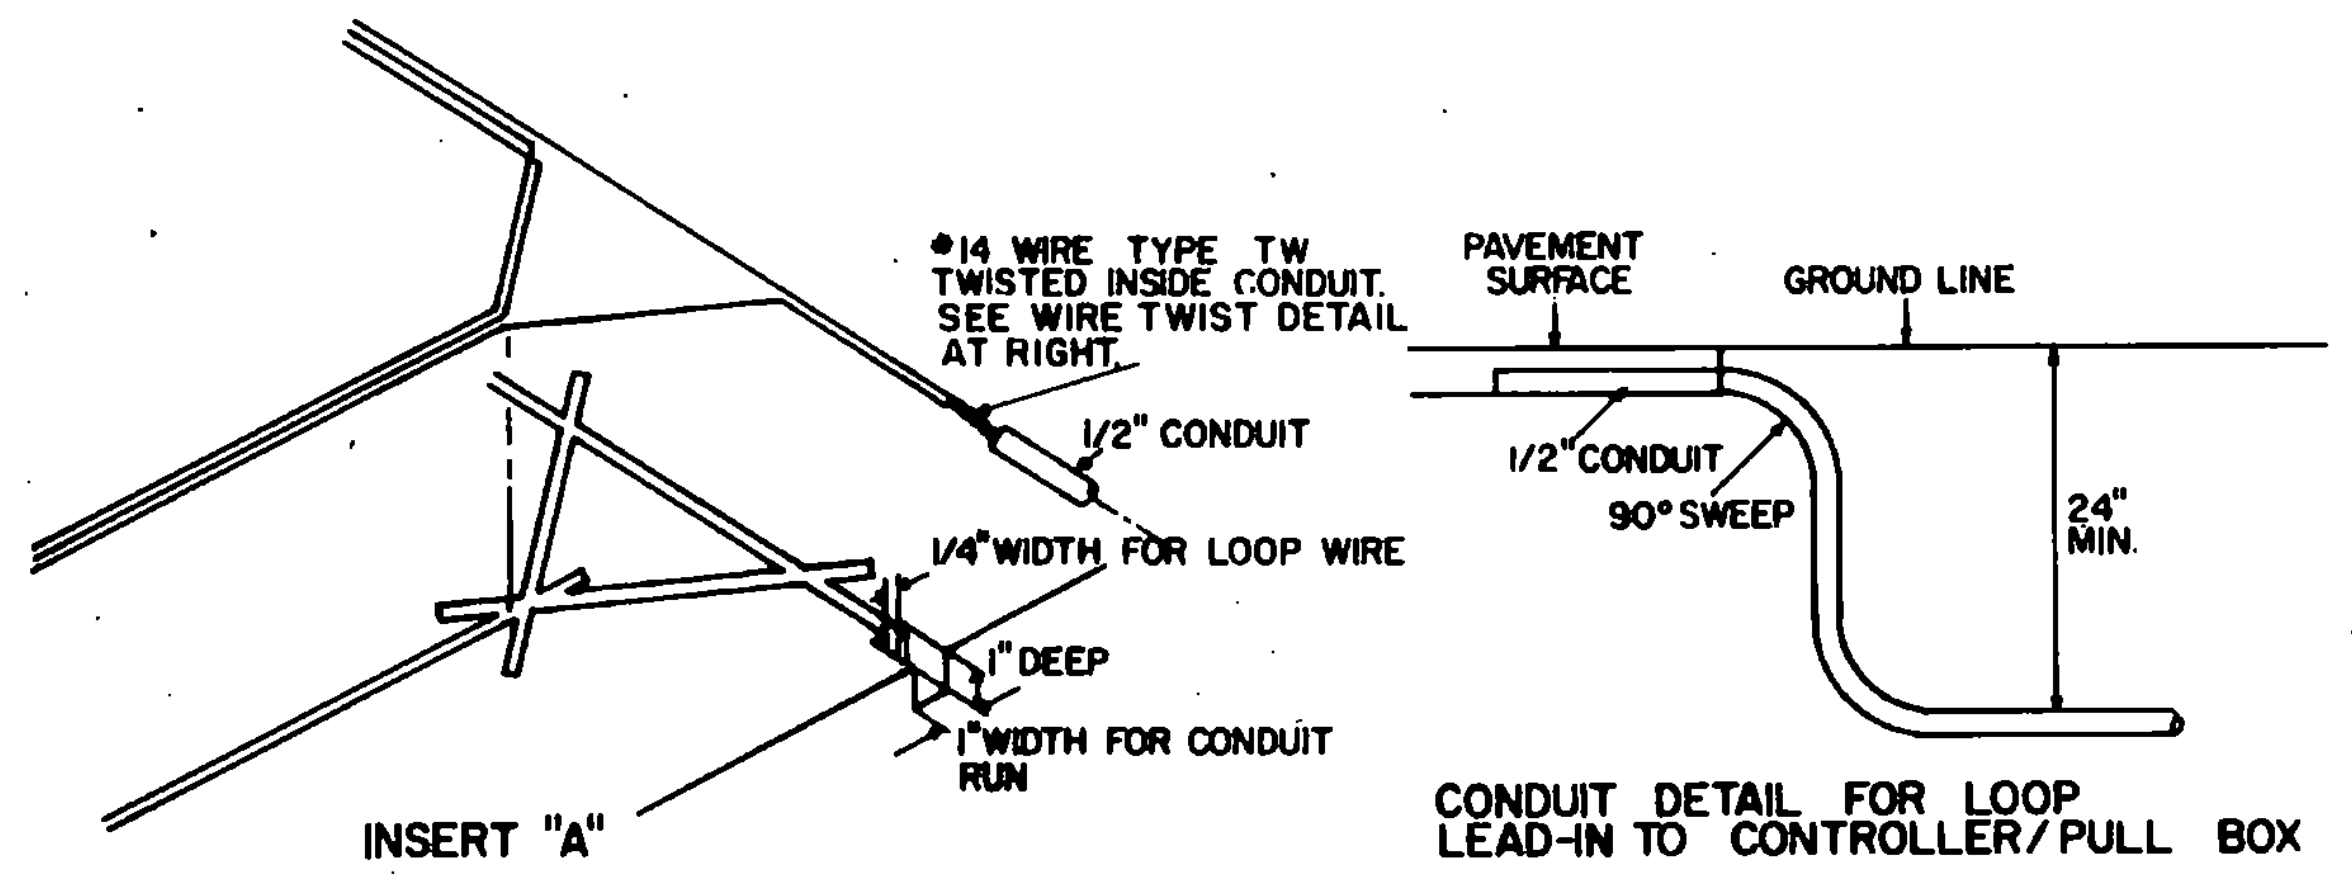 #14 WIRE TYPE TW
TWISTED INSIDE CONDUIT.
SEE WIRE TWIST DETAIL
AT RIGHT.
1/2" CONDUIT
1/4" WIDTH FOR LOOP WIRE
1" DEEP
1" WIDTH FOR CONDUIT
RUN
INSERT "A"
PAVEMENT
SURFACE
GROUND LINE
1/2" CONDUIT
90° SWEEP
24"
MIN.
CONDUIT DETAIL FOR LOOP
LEAD-IN TO CONTROLLER/PULL BOX